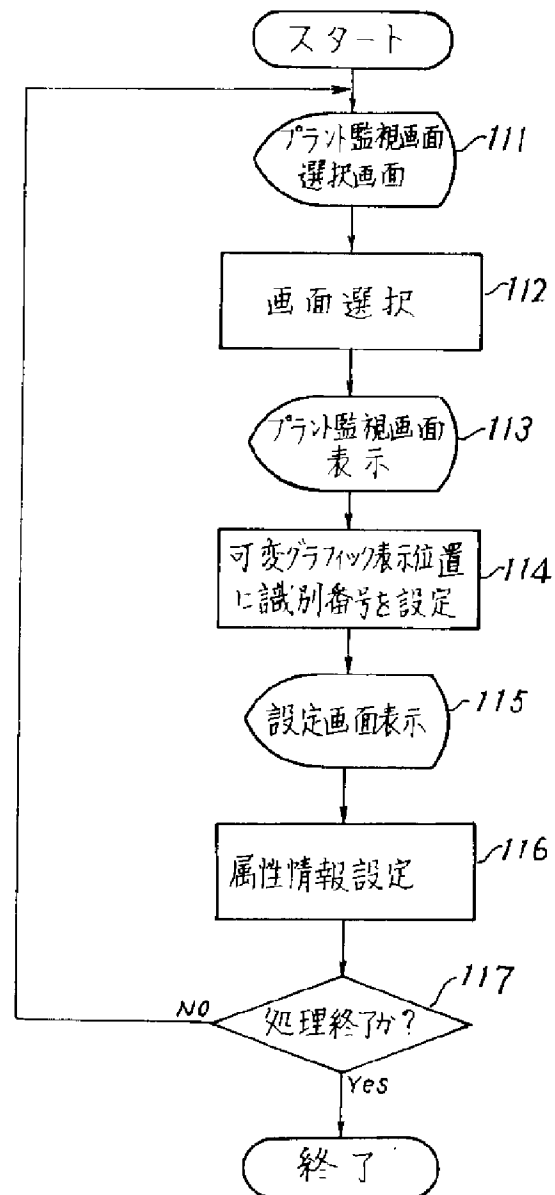 スタート
プラント監視画面
選択画面
111
画面選択
112
プラント監視画面
表示
113
可変グラフィック表示位置
に識別番号を設定
114
設定画面表示
115
属性情報設定
116
処理終了か?
117
NO
Yes
終了